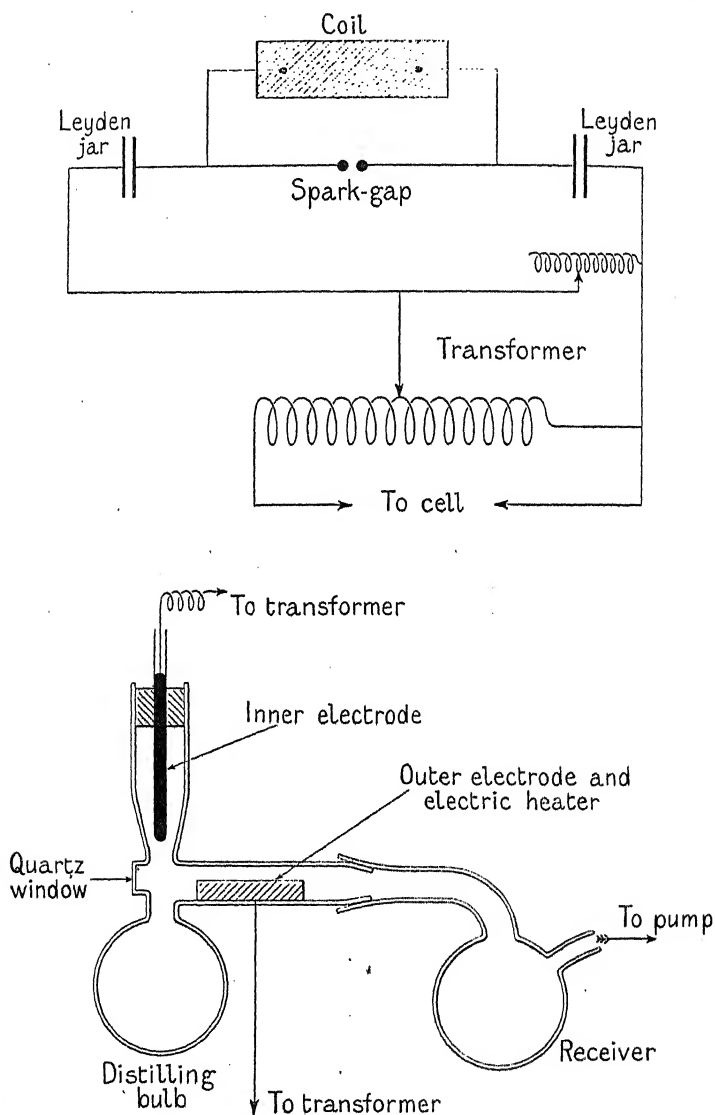 Coil
Leyden
jar
Leyden
jar
Spark-gap
Transformer
To cell
To transformer
Inner electrode
Outer electrode and
electric heater
Quartz
window
To pump
Receiver
Distilling
bulb
To transformer